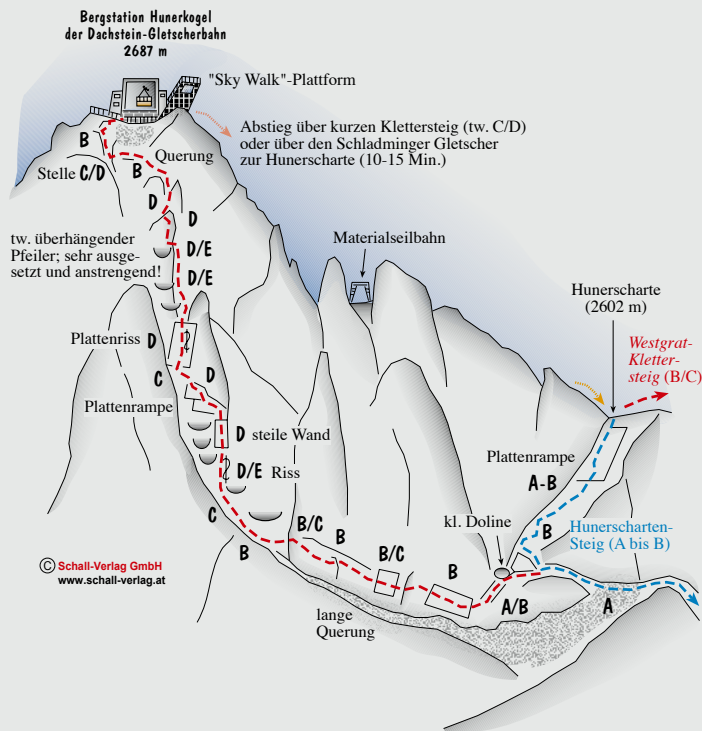 Bergstation Hunerkogel
der Dachstein-Gletscherbahn
2687 m
"Sky Walk"-Plattform
Abstieg über kurzen Klettersteig (tw. C/D)
oder über den Schladminger Gletscher
zur Hunerscharte (10-15 Min.)
B
Querung
Stelle C/D
B
D
D
tw. überhängender
Pfeiler; sehr ausge-
setzt und anstrengend!
D/E
D/E
Materialseilbahn
Hunerscharte
(2602 m)
Westgrat-
Kletter-
steig (B/C)
Plattenriss D
C
D
Plattenrampe
D steile Wand
D/E Riss
Plattenrampe
A-B
C
B/C
B
kl. Doline
B
Hunerscharten-
Steig (A bis B)
B
B/C
B
A/B
A
© Schall-Verlag GmbH
www.schall-verlag.at
lange
Querung